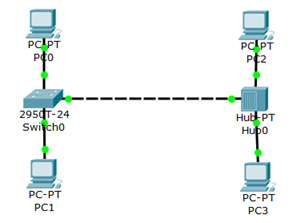 PC-PT
PC0
PC-PT
PC2
2950T-24
Switch0
Hub-PT
Hub0
PC-PT
PC1
PC-PT
PC3